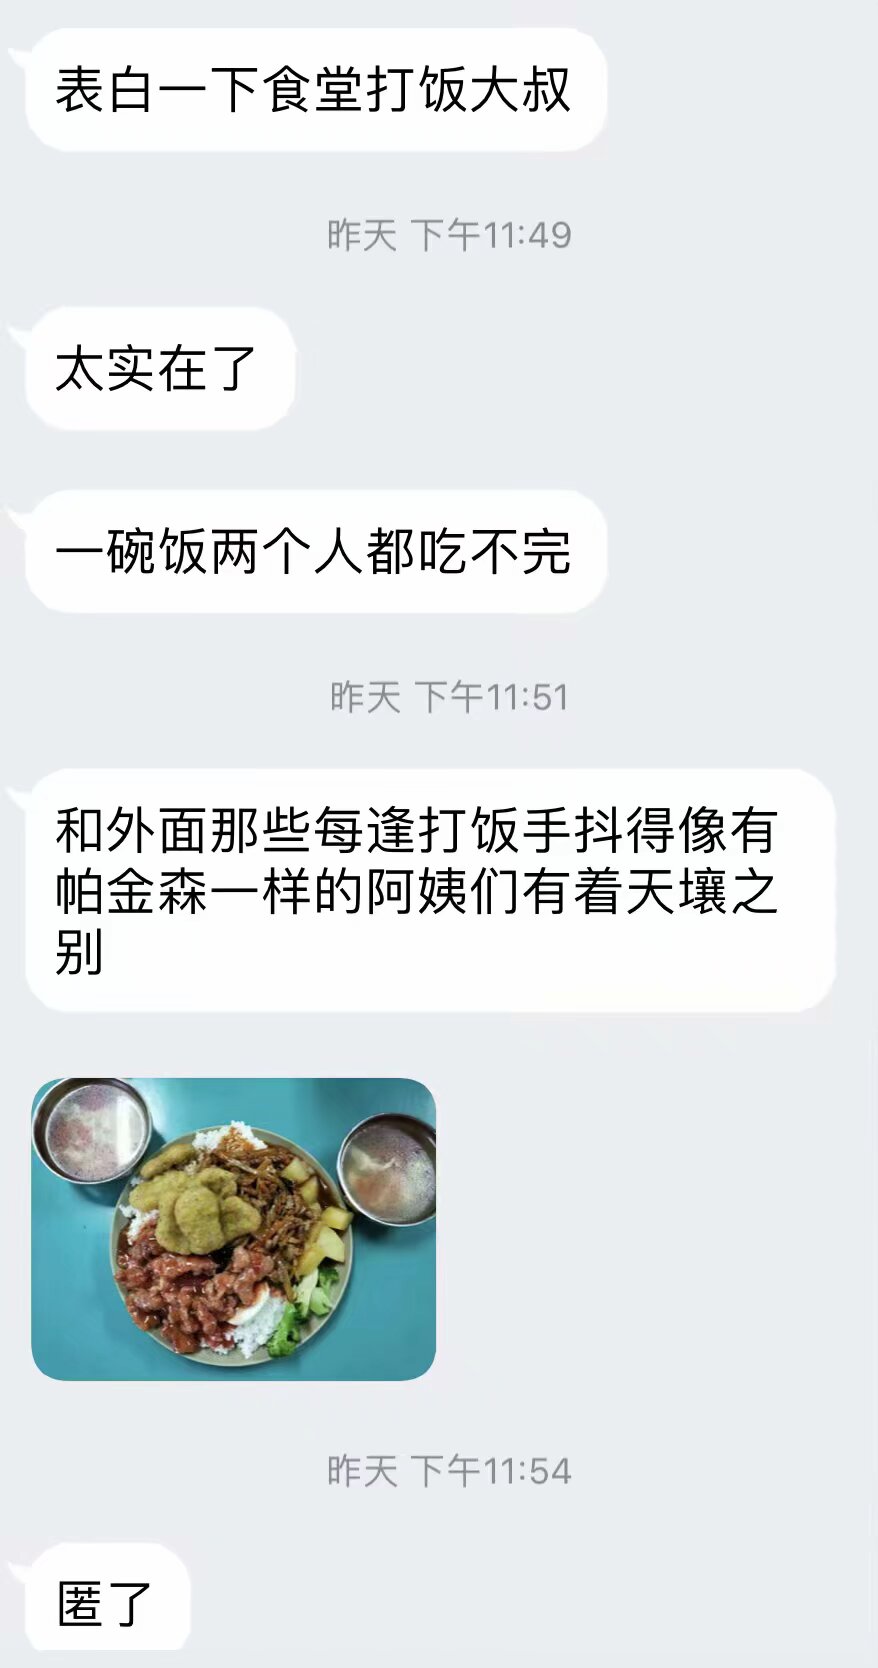 表白一下食堂打饭大叔
昨天 下午11:49
太实在了
一碗饭两个人都吃不完
昨天 下午11:51
和外面那些每逢打饭手抖得像有
帕金森一样的阿姨们有着天壤之
别
昨天 下午11:54
匿了